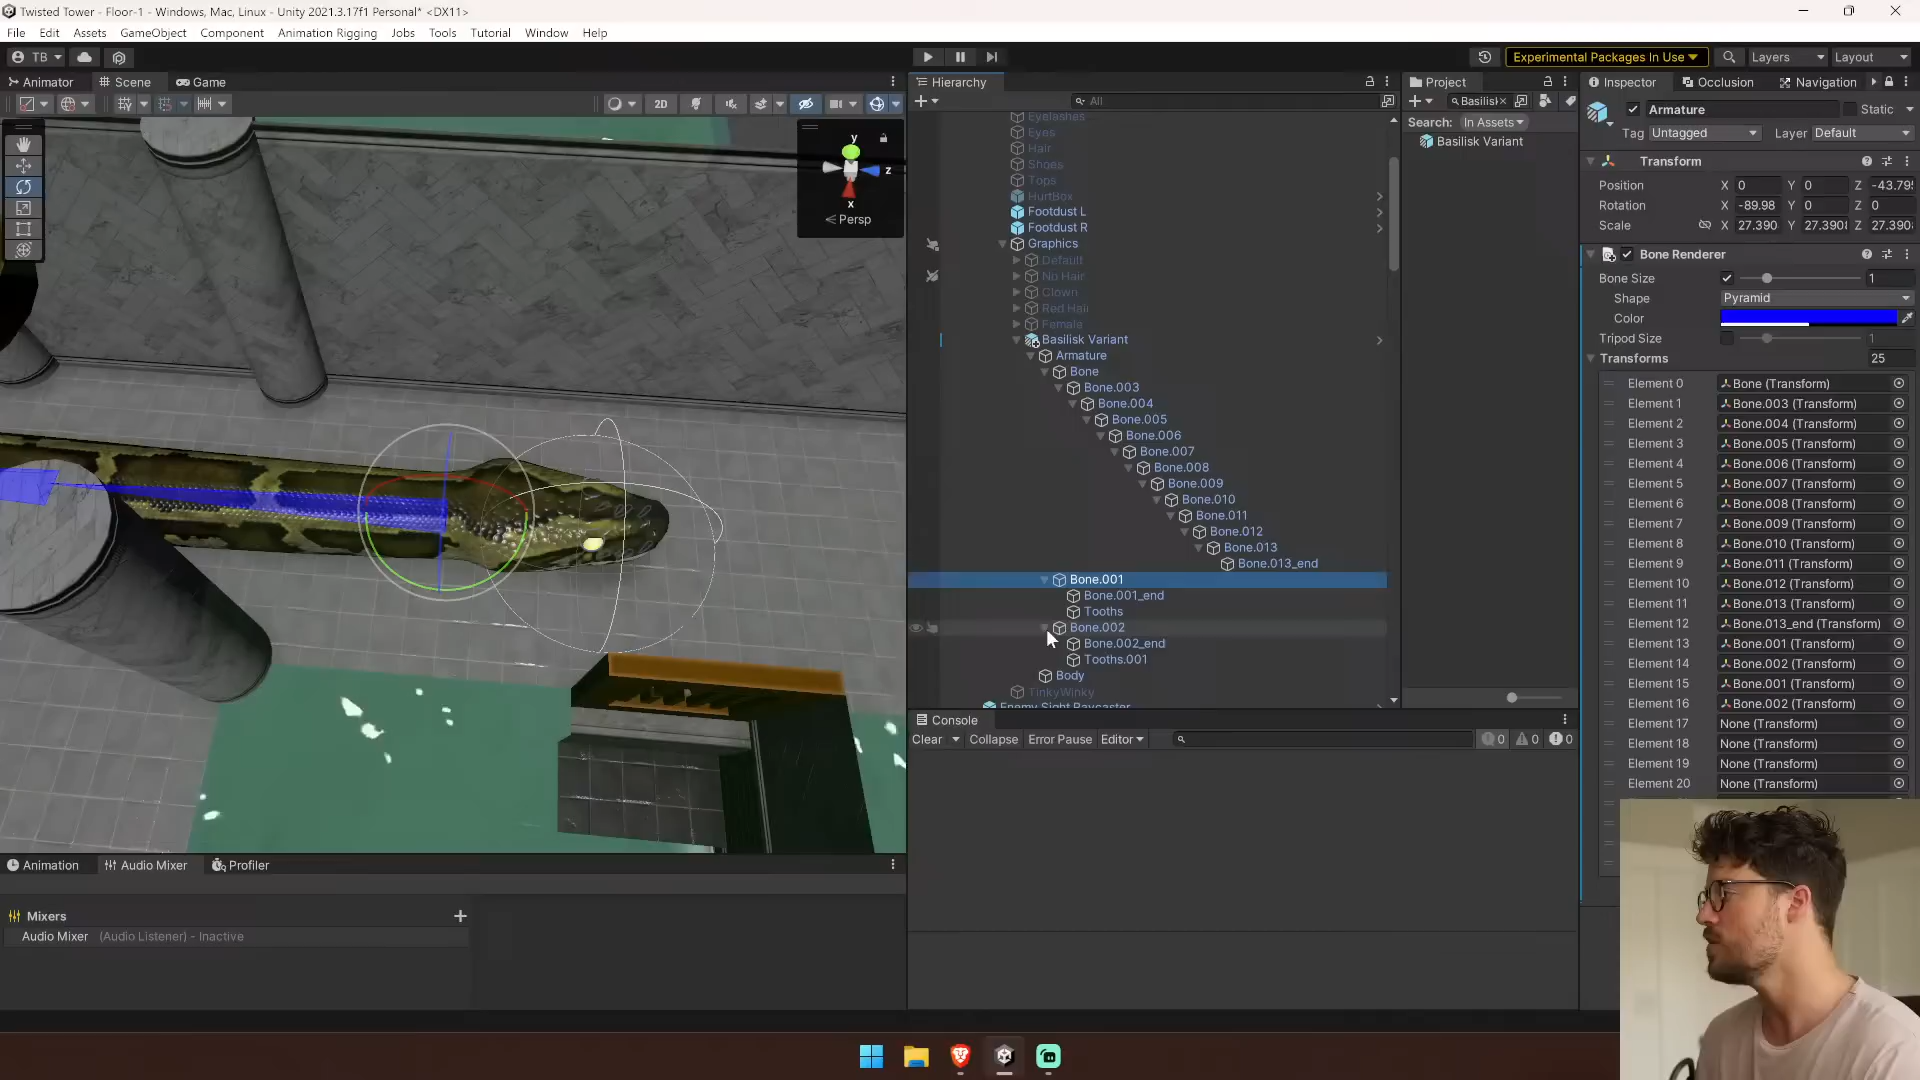 Twisted Tower - Floor-1 - Windows, Mac, Linux - Unity 2021.3.17f1 Personal* <DX11>
File Edit Assets GameObject Component Animation Rigging Jobs Tools Tutorial Window Help
TB
Experimental Packages In Use
Layers
Layout
Animator
Scene
Game
2D
y
z
x
Persp
Hierarchy
All
Eyelashes
Eyes
Hair
Shoes
Tops
HurtBox
Footdust L
Footdust R
Graphics
Default
No Hair
Clown
Red Hair
Female
Basilisk Variant
Armature
Bone
Bone.003
Bone.004
Bone.005
Bone.006
Bone.007
Bone.008
Bone.009
Bone.010
Bone.011
Bone.012
Bone.013
Bone.013_end
Bone.001
Bone.001_end
Tooths
Bone.002
Bone.002_end
Tooths.001
Body
TinkyWinky
Enemy Sight Raycaster
Project
Search: In Assets
Basilisk Variant
Inspector
Occlusion
Navigation
Armature
Static
Tag Untagged Layer Default
Transform
Position X 0 Y 0 Z
Rotation X -89.98 Y 0 Z 0
Scale X 27.390 Y Z 27.390
Bone Renderer
Bone Size 1
Shape Pyramid
Color
Tripod Size 1
Transforms 25
Element 0 Bone (Transform)
Element 1 Bone.003 (Transform)
Element 2 Bone.004 (Transform)
Element 3 Bone.005 (Transform)
Element 4 Bone.006 (Transform)
Element 5 Bone.007 (Transform)
Element 6 Bone.008 (Transform)
Element 7 Bone.009 (Transform)
Element 8 Bone.010 (Transform)
Element 9 Bone.011 (Transform)
Element 10 Bone.012 (Transform)
Element 11 Bone.013 (Transform)
Element 12 Bone.013_end (Transform)
Element 13 Bone.001 (Transform)
Element 14 Bone.002 (Transform)
Element 15 Bone.001 (Transform)
Element 16 Bone.002 (Transform)
Element 17 None (Transform)
Element 18 None (Transform)
Element 19 None (Transform)
Element 20 None (Transform)
Console
Clear Collapse Error Pause Editor
0 0 0
Animation
Audio Mixer
Profiler
Mixers
Audio Mixer (Audio Listener) - Inactive